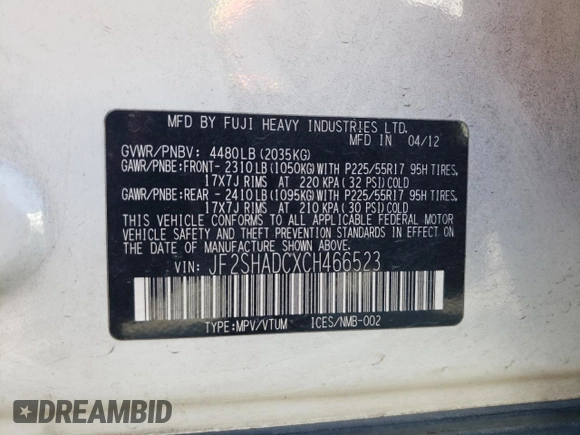 MFD BY FUJI HEAVY INDUSTRIES LTD.
MFD IN 04/12
GVWR/PNBV: 4480LB(2035KG)
GAWR/PNBE:FRONT-2310LB(1050KG)WITH P225/55R17 95H TIRES,
17X7J RIMS AT 220 KPA(32 PSI)COLD
GAWR/PNBE:REAR -2410LB(1095KG)WITH P225/55R17 95H TIRES,
17X7J RIMS AT 210 KPA(30 PSI)COLD
THIS VEHICLE CONFORMS TO ALL APPLICABLE FEDERAL MOTOR
VEHICLE SAFETY AND THEFT PREVENTION STANDARDS IN EFFECT
ON THE DATE OF MANUFACTURE SHOWN ABOVE.
VIN: JF2SHADCXCH466523
TYPE:MPV/VTUM ICES/NMB-002
DREAMBID